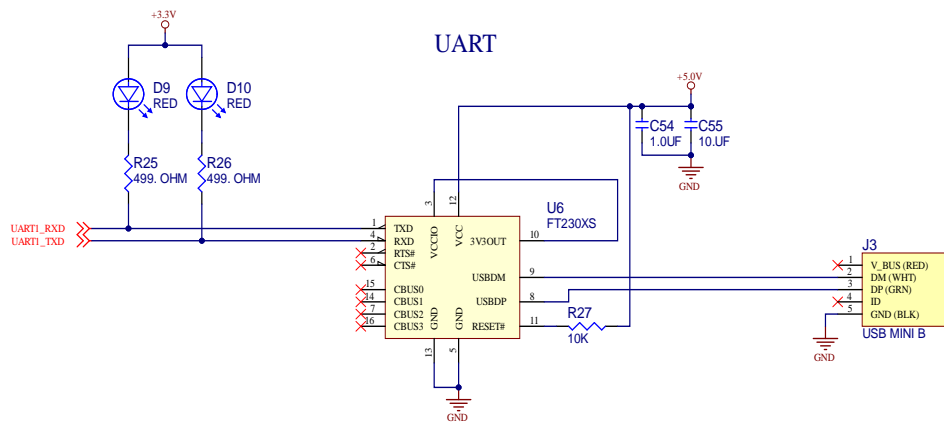 UART
+3.3V
D9
RED
D10
RED
R25
499. OHM
R26
499. OHM
+5.0V
C54
1.0UF
C55
10.UF
GND
UART1_RXD
UART1_TXD
3
12
U6
FT230XS
1
TXD
4
RXD
2
RTS#
6
CTS#
15
CBUS0
14
CBUS1
7
CBUS2
16
CBUS3
VCCIO
VCC
3V3OUT
10
USBDM
9
USBDP
8
RESET#
11
R27
10K
GND
GND
13
5
GND
J3
1
V_BUS (RED)
2
DM (WHT)
3
DP (GRN)
4
ID
5
GND (BLK)
USB MINI B
GND